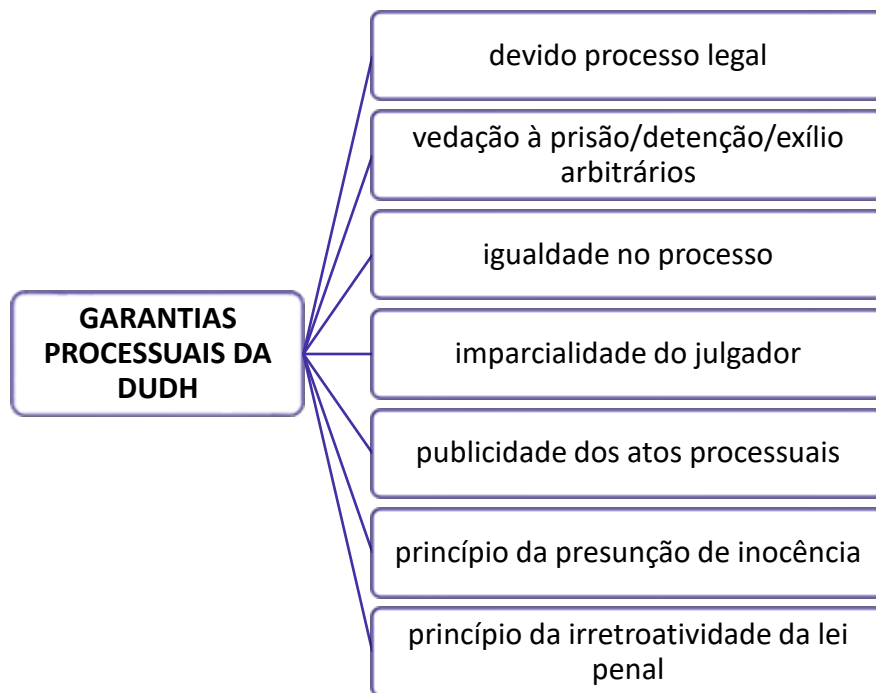 devido processo legal
vedação à prisão/detenção/exílio
arbitrários
igualdade no processo
GARANTIAS
PROCESSUAIS DA
DUDH
imparcialidade do julgador
publicidade dos atos processuais
princípio da presunção de inocência
princípio da irretroatividade da lei
penal